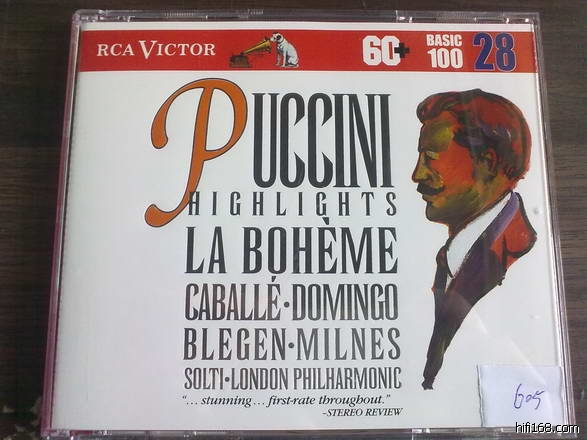 RCA VICTOR
60+
BASIC
100
28
PUCCINI
HIGHLIGHTS
LA BOHÈME
CABALLÉ·DOMINGO
BLEGEN·MILNES
SOLTI·LONDON PHILHARMONIC
"... stunning... first-rate throughout."
-STEREO REVIEW
605
hifi168.com